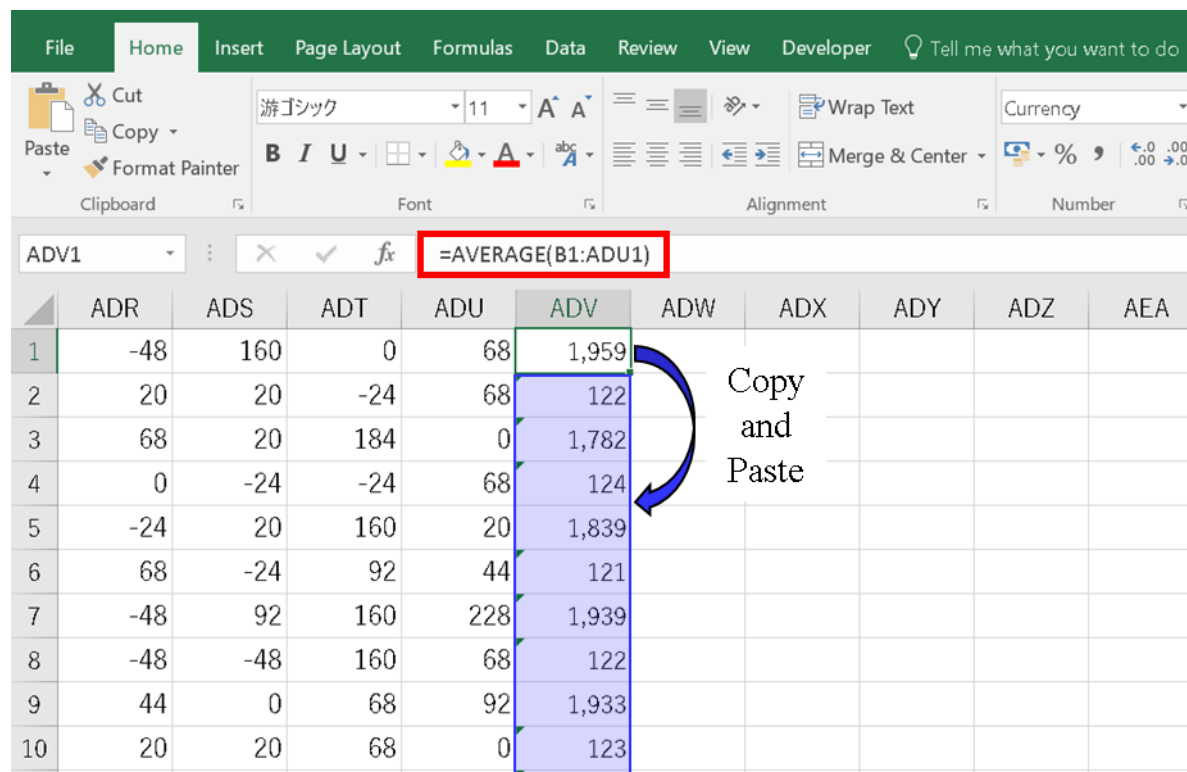 File Home Insert Page Layout Formulas Data Review View Developer Tell me what you want to do
Cut
游ゴシック 11 A A Wrap Text Currency
Copy
Paste B I U A abc A Merge & Center % , .0 .00 .00 .0
Format Painter
Clipboard Font Alignment Number
ADV1 fx =AVERAGE(B1:ADU1)
ADR ADS ADT ADU ADV ADW ADX ADY ADZ AEA
1 -48 160 0 68 1,959
2 20 20 -24 68 122
3 68 20 184 0 1,782
4 0 -24 -24 68 124
5 -24 20 160 20 1,839
6 68 -24 92 44 121
7 -48 92 160 228 1,939
8 -48 -48 160 68 122
9 44 0 68 92 1,933
10 20 20 68 0 123
Copy
and
Paste